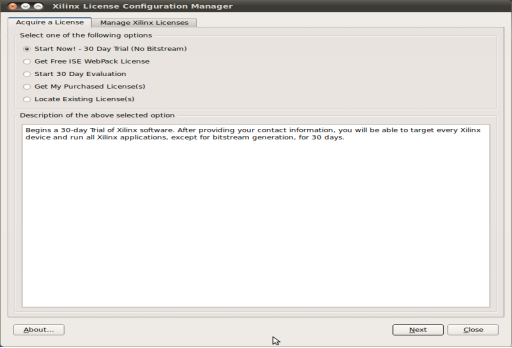 Xilinx License Configuration Manager
Acquire a License
Manage Xilinx Licenses
Select one of the following options
Start Now! - 30 Day Trial (No Bitstream)
Get Free ISE WebPack License
Start 30 Day Evaluation
Get My Purchased License(s)
Locate Existing License(s)
Description of the above selected option
Begins a 30-day Trial of Xilinx software. After providing your contact information, you will be able to target every Xilinx
device and run all Xilinx applications, except for bitstream generation, for 30 days.
About...
Next
Close